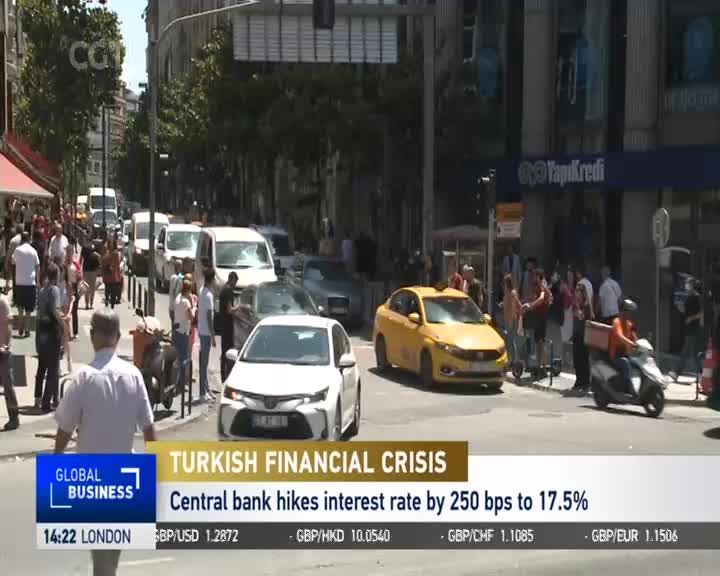 CGT
YapıKredi
TURKISH FINANCIAL CRISIS
GLOBAL
BUSINESS
Central bank hikes interest rate by 250 bps to 17.5%
14:22 LONDON
GBP/USD 1.2872 · GBP/HKD 10.0540 · GBP/CHF 1.1085 · GBP/EUR 1.1506